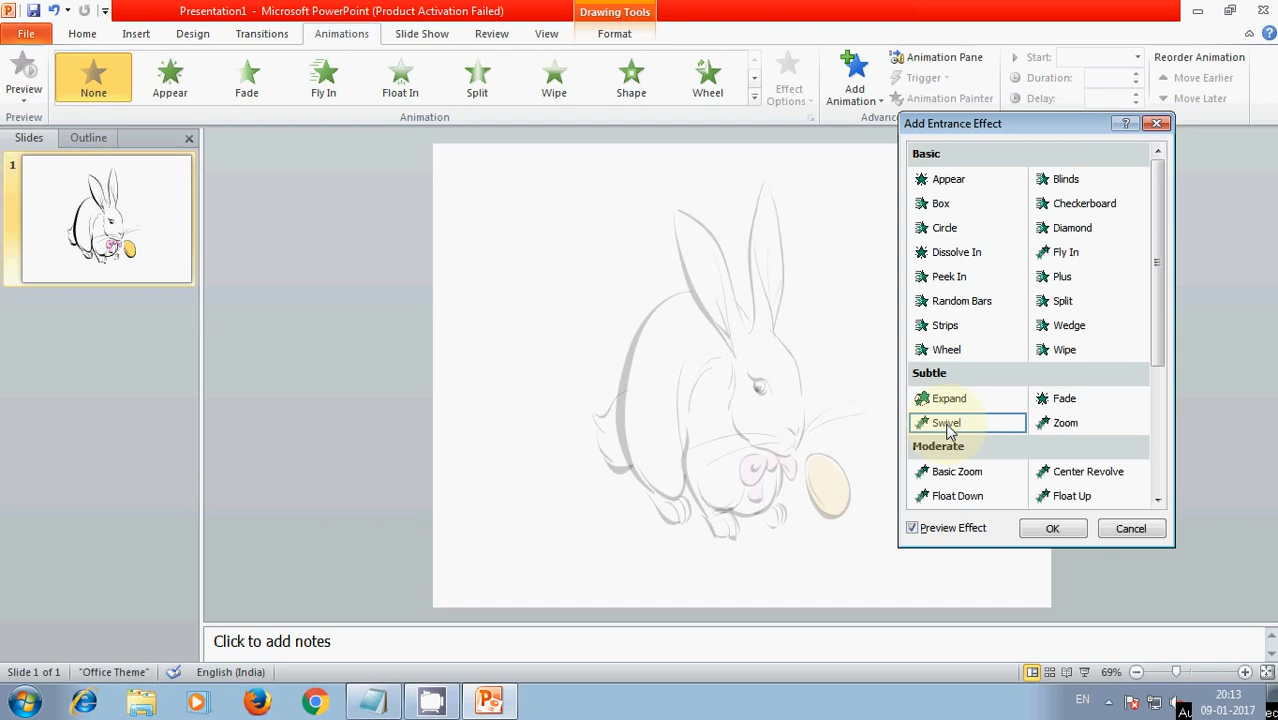 Presentation1 - Microsoft PowerPoint (Product Activation Failed)
Drawing Tools
File Home Insert Design Transitions Animations Slide Show Review View Format
Preview
None Appear Fade Fly In Float In Split Wipe Shape Wheel
Effect Options
Add Animation
Animation Pane
Trigger
Animation Painter
Start:
Duration:
Delay:
Reorder Animation
Move Earlier
Move Later
Preview Animation
Slides Outline
1
Add Entrance Effect
Basic
Appear Blinds
Box Checkerboard
Circle Diamond
Dissolve In Fly In
Peek In Plus
Random Bars Split
Strips Wedge
Wheel Wipe
Subtle
Expand Fade
Swivel Zoom
Moderate
Basic Zoom Center Revolve
Float Down Float Up
Preview Effect OK Cancel
Click to add notes
Slide 1 of 1 "Office Theme" English (India) 69%
EN 20:13
09-01-2017